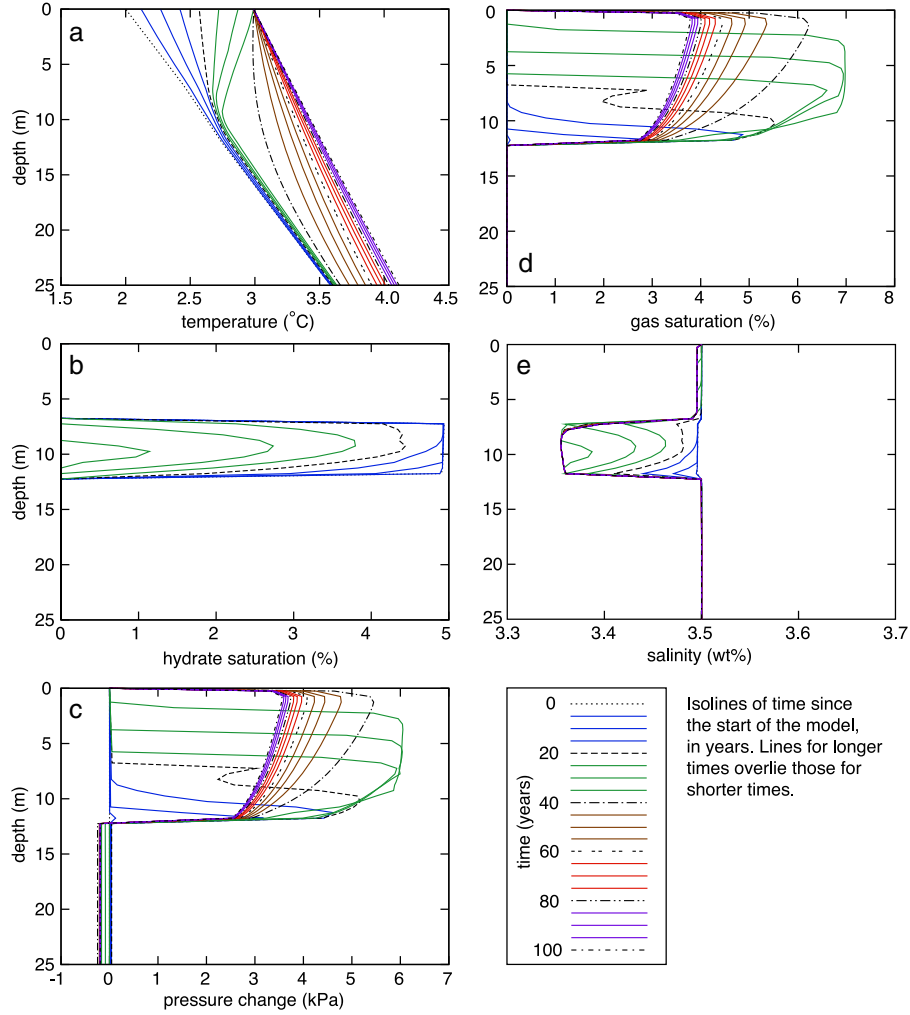 a
0
5
10
15
20
25
depth (m)
1.5 2 2.5 3 3.5 4.0 4.5
temperature (°C)
d
0
5
10
15
20
25
0 1 2 3 4 5 6 7 8
gas saturation (%)
b
0
5
10
15
20
25
depth (m)
0 1 2 3 4 5
hydrate saturation (%)
e
0
5
10
15
20
25
3.3 3.4 3.5 3.6 3.7
salinity (wt%)
c
0
5
10
15
20
25
depth (m)
-1 0 1 2 3 4 5 6 7
pressure change (kPa)
time (years)
0
20
40
60
80
100
Isolines of time since
the start of the model,
in years. Lines for longer
times overlie those for
shorter times.